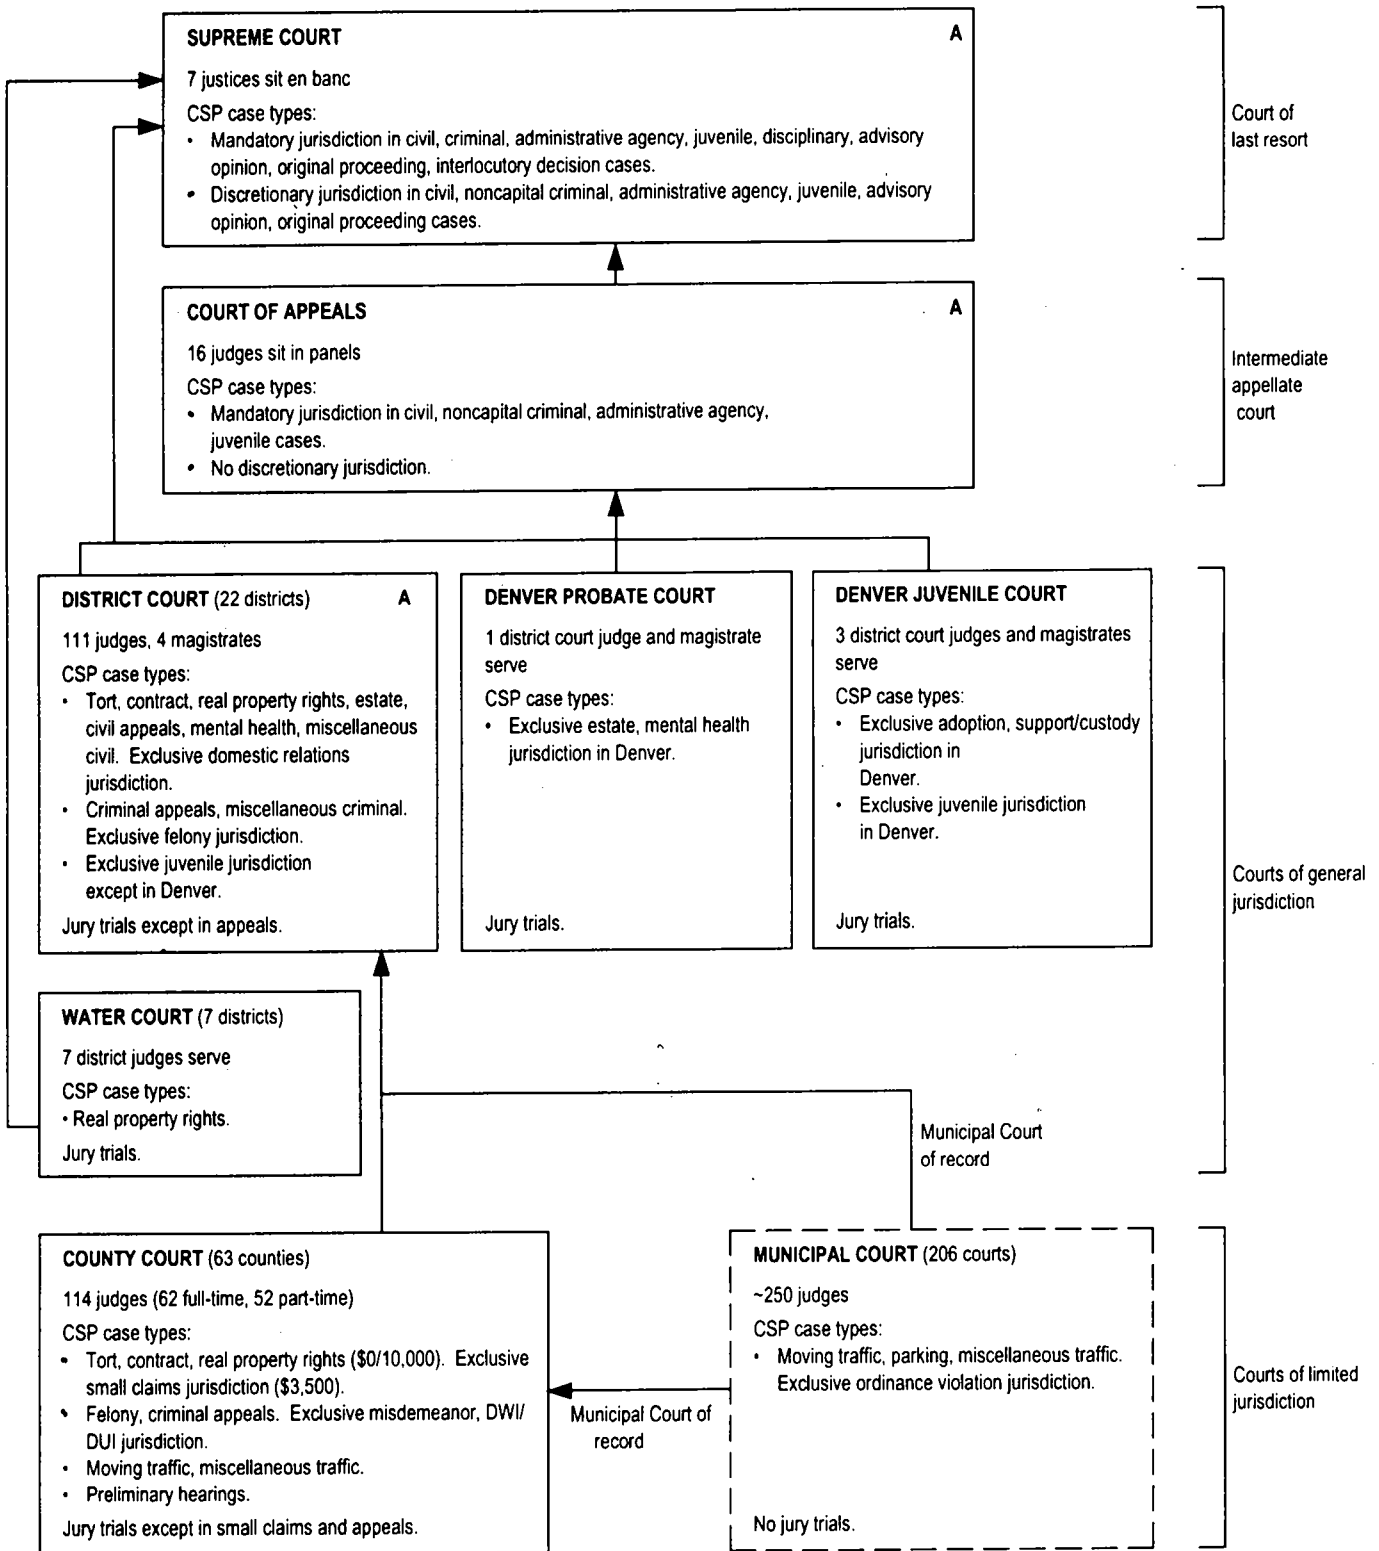 SUPREME COURT A
7 justices sit en banc
CSP case types:
• Mandatory jurisdiction in civil, criminal, administrative agency, juvenile, disciplinary, advisory
opinion, original proceeding, interlocutory decision cases.
• Discretionary jurisdiction in civil, noncapital criminal, administrative agency, juvenile, advisory
opinion, original proceeding cases.
Court of
last resort
COURT OF APPEALS A
16 judges sit in panels
CSP case types:
• Mandatory jurisdiction in civil, noncapital criminal, administrative agency,
juvenile cases.
• No discretionary jurisdiction.
Intermediate
appellate
court
DISTRICT COURT (22 districts) A
111 judges, 4 magistrates
CSP case types:
• Tort, contract, real property rights, estate,
civil appeals, mental health, miscellaneous
civil. Exclusive domestic relations
jurisdiction.
• Criminal appeals, miscellaneous criminal.
Exclusive felony jurisdiction.
• Exclusive juvenile jurisdiction
except in Denver.
Jury trials except in appeals.
DENVER PROBATE COURT
1 district court judge and magistrate
serve
CSP case types:
• Exclusive estate, mental health
jurisdiction in Denver.
Jury trials.
DENVER JUVENILE COURT
3 district court judges and magistrates
serve
CSP case types:
• Exclusive adoption, support/custody
jurisdiction in
Denver.
• Exclusive juvenile jurisdiction
in Denver.
Jury trials.
Courts of general
jurisdiction
WATER COURT (7 districts)
7 district judges serve
CSP case types:
• Real property rights.
Jury trials.
Municipal Court
of record
COUNTY COURT (63 counties)
114 judges (62 full-time, 52 part-time)
CSP case types:
• Tort, contract, real property rights ($0/10,000). Exclusive
small claims jurisdiction ($3,500).
• Felony, criminal appeals. Exclusive misdemeanor, DWI/
DUI jurisdiction.
• Moving traffic, miscellaneous traffic.
• Preliminary hearings.
Jury trials except in small claims and appeals.
Municipal Court of
record
MUNICIPAL COURT (206 courts)
~250 judges
CSP case types:
• Moving traffic, parking, miscellaneous traffic.
Exclusive ordinance violation jurisdiction.
No jury trials.
Courts of limited
jurisdiction